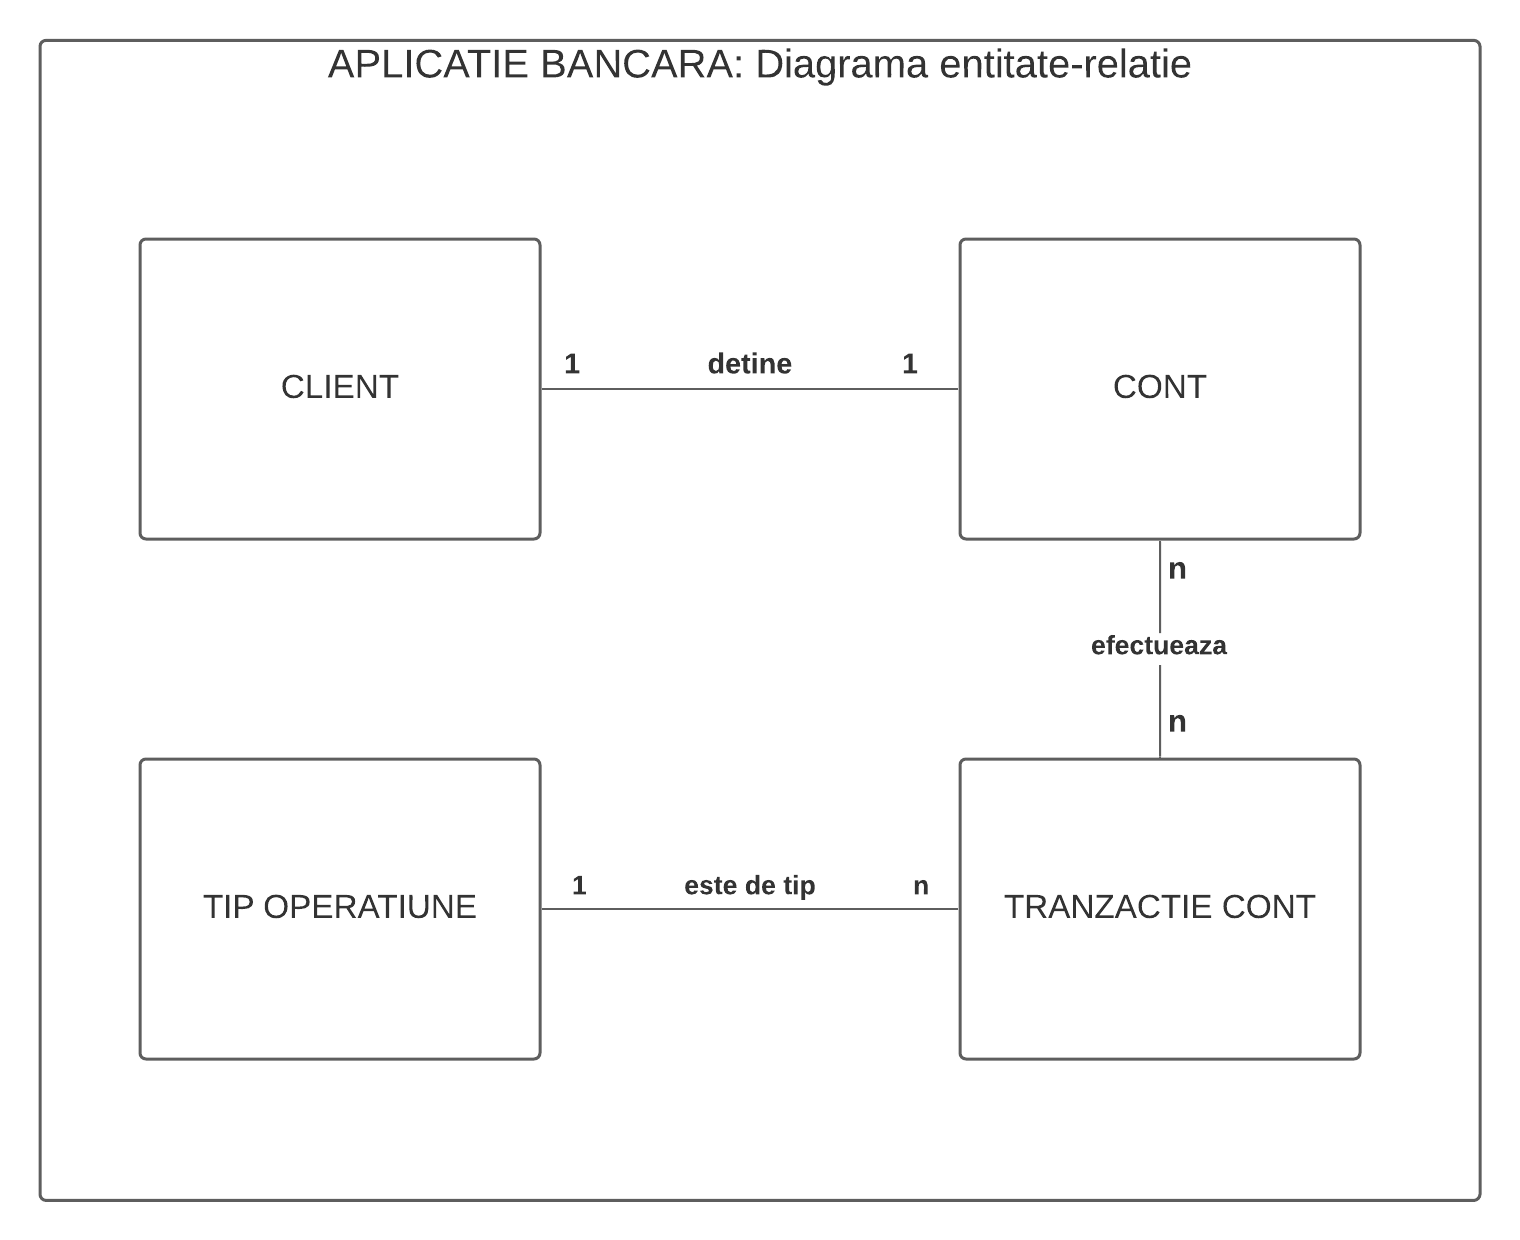 APLICATIE BANCARA: Diagrama entitate-relatie
CLIENT
1
detine
1
CONT
n
efectueaza
n
TIP OPERATIUNE
1
este de tip
n
TRANZACTIE CONT